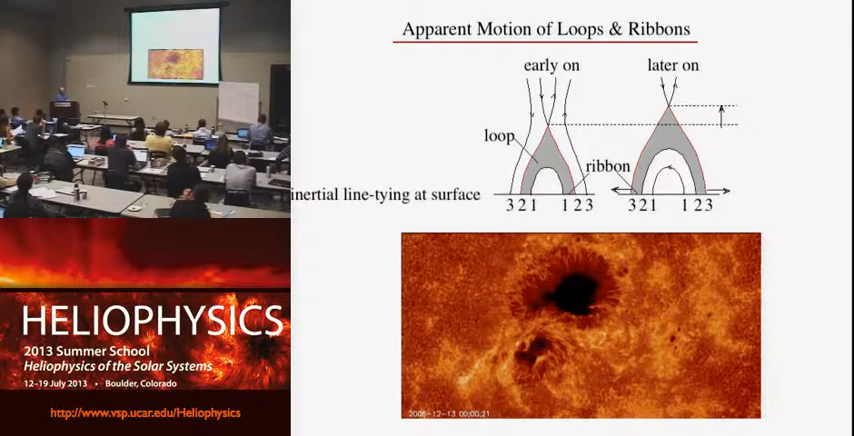 Apparent Motion of Loops & Ribbons
early on
later on
loop
ribbon
inertial line-tying at surface
3 2 1 1 2 3
3 2 1 1 2 3
2006-12-13 00:00:21
HELIOPHYSICS
2013 Summer School
Heliophysics of the Solar Systems
12–19 July 2013 • Boulder, Colorado
http://www.vsp.ucar.edu/Heliophysics